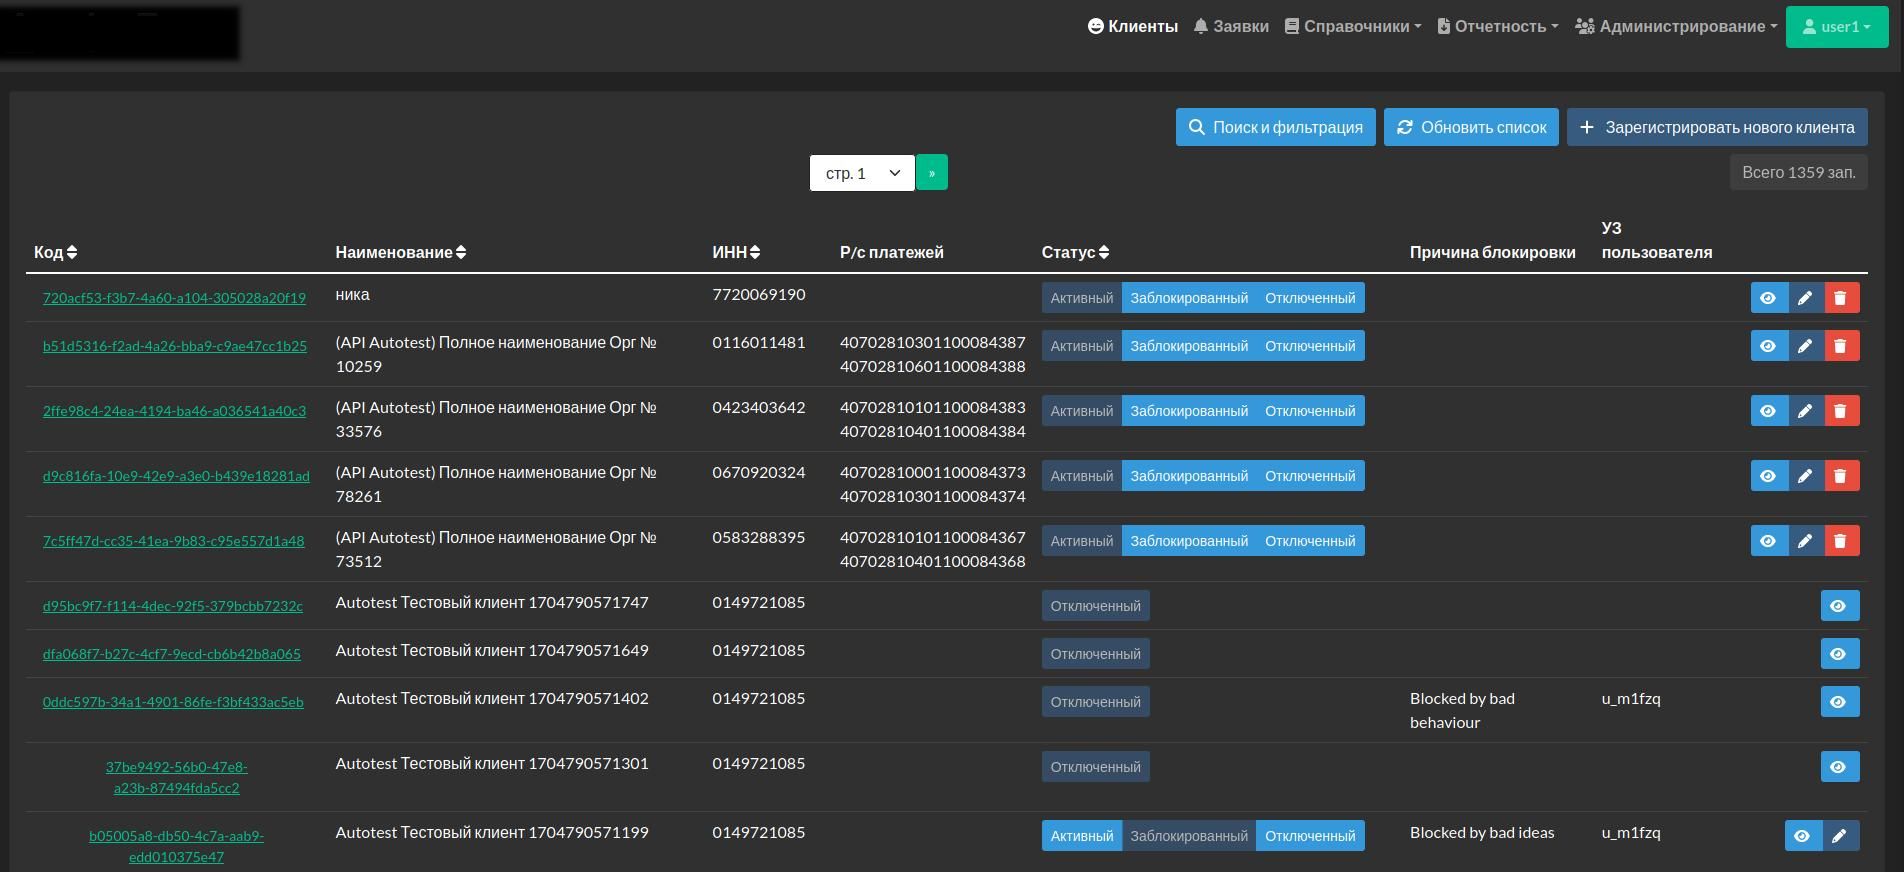 Клиенты Заявки Справочники Отчетность Администрирование user1
Поиск и фильтрация Обновить список Зарегистрировать нового клиента
стр. 1 » Всего 1359 зап.
Код Наименование ИНН Р/с платежей Статус Причина блокировки УЗ пользователя
720acf53-f3b7-4a60-a104-305028a20f19 ника 7720069190 Активный Заблокированный Отключенный
b51d5316-f2ad-4a26-bba9-c9ae47cc1b25 (API Autotest) Полное наименование Орг № 0116011481 40702810301100084387 Активный Заблокированный Отключенный
10259 40702810601100084388
2ffe98c4-24ea-4194-ba46-a036541a40c3 (API Autotest) Полное наименование Орг № 0423403642 40702810101100084383 Активный Заблокированный Отключенный
33576 40702810401100084384
d9c816fa-10e9-42e9-a3e0-b439e18281ad (API Autotest) Полное наименование Орг № 0670920324 40702810001100084373 Активный Заблокированный Отключенный
78261 40702810301100084374
7c5ff47d-cc35-41ea-9b83-c95e557d1a48 (API Autotest) Полное наименование Орг № 0583288395 40702810101100084367 Активный Заблокированный Отключенный
73512 40702810401100084368
d95bc9f7-f114-4dec-92f5-379bcbb7232c Autotest Тестовый клиент 1704790571747 0149721085 Отключенный
dfa068f7-b27c-4cf7-9ecd-cb6b42b8a065 Autotest Тестовый клиент 1704790571649 0149721085 Отключенный
0ddc597b-34a1-4901-86fe-f3bf433ac5eb Autotest Тестовый клиент 1704790571402 0149721085 Отключенный Blocked by bad u_m1fzq
behaviour
37be9492-56b0-47e8- Autotest Тестовый клиент 1704790571301 0149721085 Отключенный
a23b-87494fda5cc2
b05005a8-db50-4c7a-aab9- Autotest Тестовый клиент 1704790571199 0149721085 Активный Заблокированный Отключенный Blocked by bad ideas u_m1fzq
edd010375e47